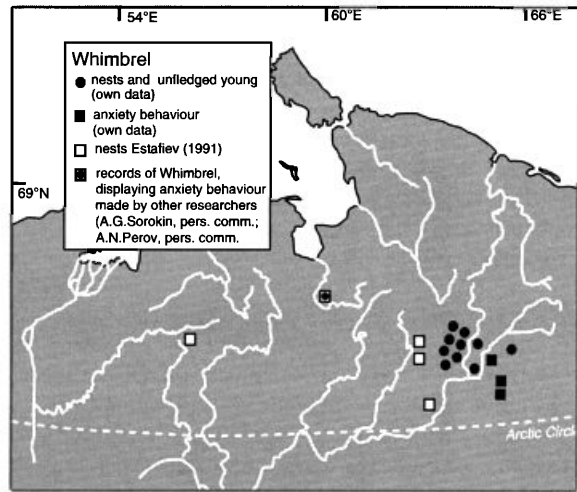 54°E 60°E 66°E
Whimbrel
nests and unfledged young
(own data)
anxiety behaviour
(own data)
nests Estafiev (1991)
records of Whimbrel,
displaying anxiety behaviour
made by other researchers
(A.G.Sorokin, pers. comm.;
A.N.Perov, pers. comm.
69°N
Arctic Circl